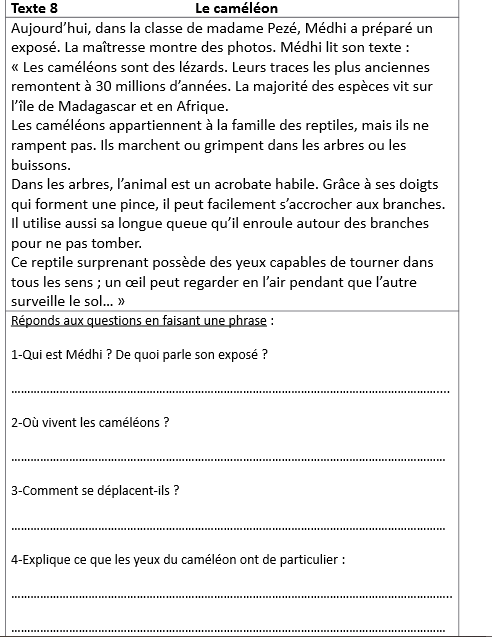 Texte 8 Le caméléon
Aujourd’hui, dans la classe de madame Pezé, Médhi a préparé un
exposé. La maîtresse montre des photos. Médhi lit son texte :
« Les caméléons sont des lézards. Leurs traces les plus anciennes
remontent à 30 millions d’années. La majorité des espèces vit sur
l’île de Madagascar et en Afrique.
Les caméléons appartiennent à la famille des reptiles, mais ils ne
rampent pas. Ils marchent ou grimpent dans les arbres ou les
buissons.
Dans les arbres, l’animal est un acrobate habile. Grâce à ses doigts
qui forment une pince, il peut facilement s’accrocher aux branches.
Il utilise aussi sa longue queue qu’il enroule autour des branches
pour ne pas tomber.
Ce reptile surprenant possède des yeux capables de tourner dans
tous les sens ; un œil peut regarder en l’air pendant que l’autre
surveille le sol... »
Réponds aux questions en faisant une phrase :
1-Qui est Médhi ? De quoi parle son exposé ?
2-Où vivent les caméléons ?
3-Comment se déplacent-ils ?
4-Explique ce que les yeux du caméléon ont de particulier :